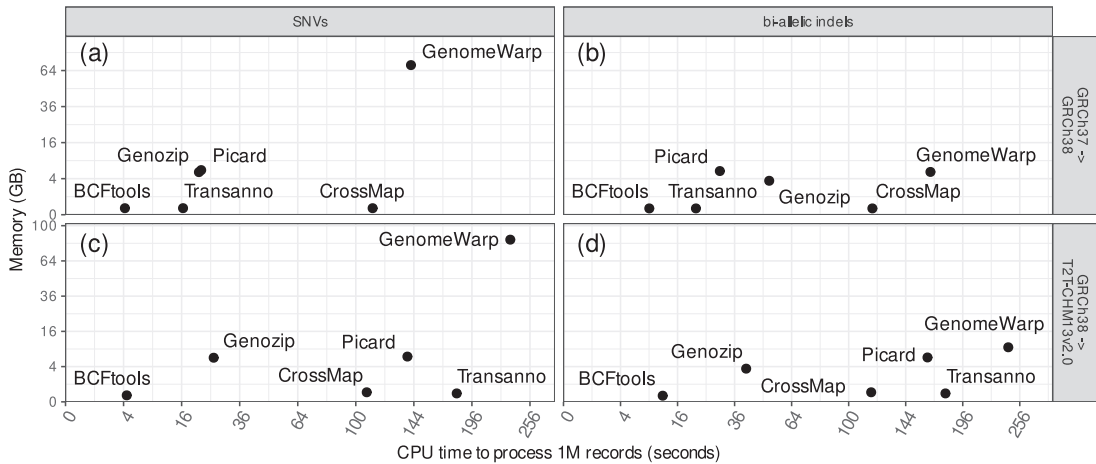 SNVs
bi-allelic indels
(a)
GenomeWarp
Genozip
Picard
BCFtools
Transanno
CrossMap
64
36
16
4
0
(b)
Picard
GenomeWarp
BCFtools
Transanno
Genozip
CrossMap
GRCh37 ->
GRCh38
Memory (GB)
(c)
GenomeWarp
Genozip
Picard
BCFtools
CrossMap
Transanno
100
64
36
16
4
0
(d)
GenomeWarp
Genozip
Picard
BCFtools
CrossMap
Transanno
GRCh38 ->
T2T-CHM13v2.0
0 4 16 36 64 100 144 196 256
0 4 16 36 64 100 144 196 256
CPU time to process 1M records (seconds)